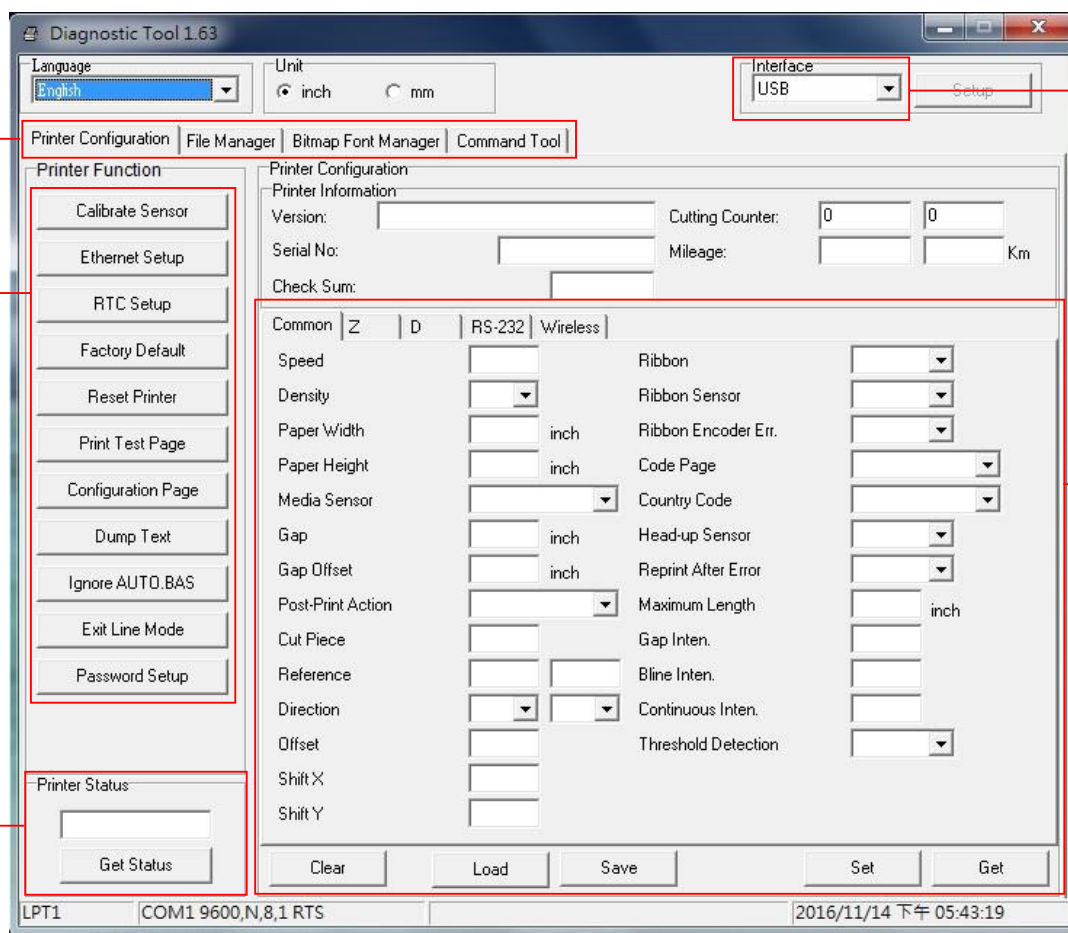 Diagnostic Tool 1.63
Language
English
Unit
inch
mm
Interface
USB
Setup
Printer Configuration File Manager Bitmap Font Manager Command Tool
Printer Function
Calibrate Sensor
Ethernet Setup
RTC Setup
Factory Default
Reset Printer
Print Test Page
Configuration Page
Dump Text
Ignore AUTO.BAS
Exit Line Mode
Password Setup
Printer Status
Get Status
Printer Configuration
Printer Information
Version:
Cutting Counter: 0 0
Serial No:
Mileage: Km
Check Sum:
Common Z D RS-232 Wireless
Speed
Ribbon
Density
Ribbon Sensor
Paper Width inch
Ribbon Encoder Err.
Paper Height inch
Code Page
Media Sensor
Country Code
Gap inch
Head-up Sensor
Gap Offset inch
Reprint After Error
Post-Print Action
Maximum Length inch
Cut Piece
Gap Inten.
Reference
Bline Inten.
Direction
Continuous Inten.
Offset
Threshold Detection
Shift X
Shift Y
Clear Load Save Set Get
LPT1 COM1 9600,N,8,1 RTS 2016/11/14 下午 05:43:19